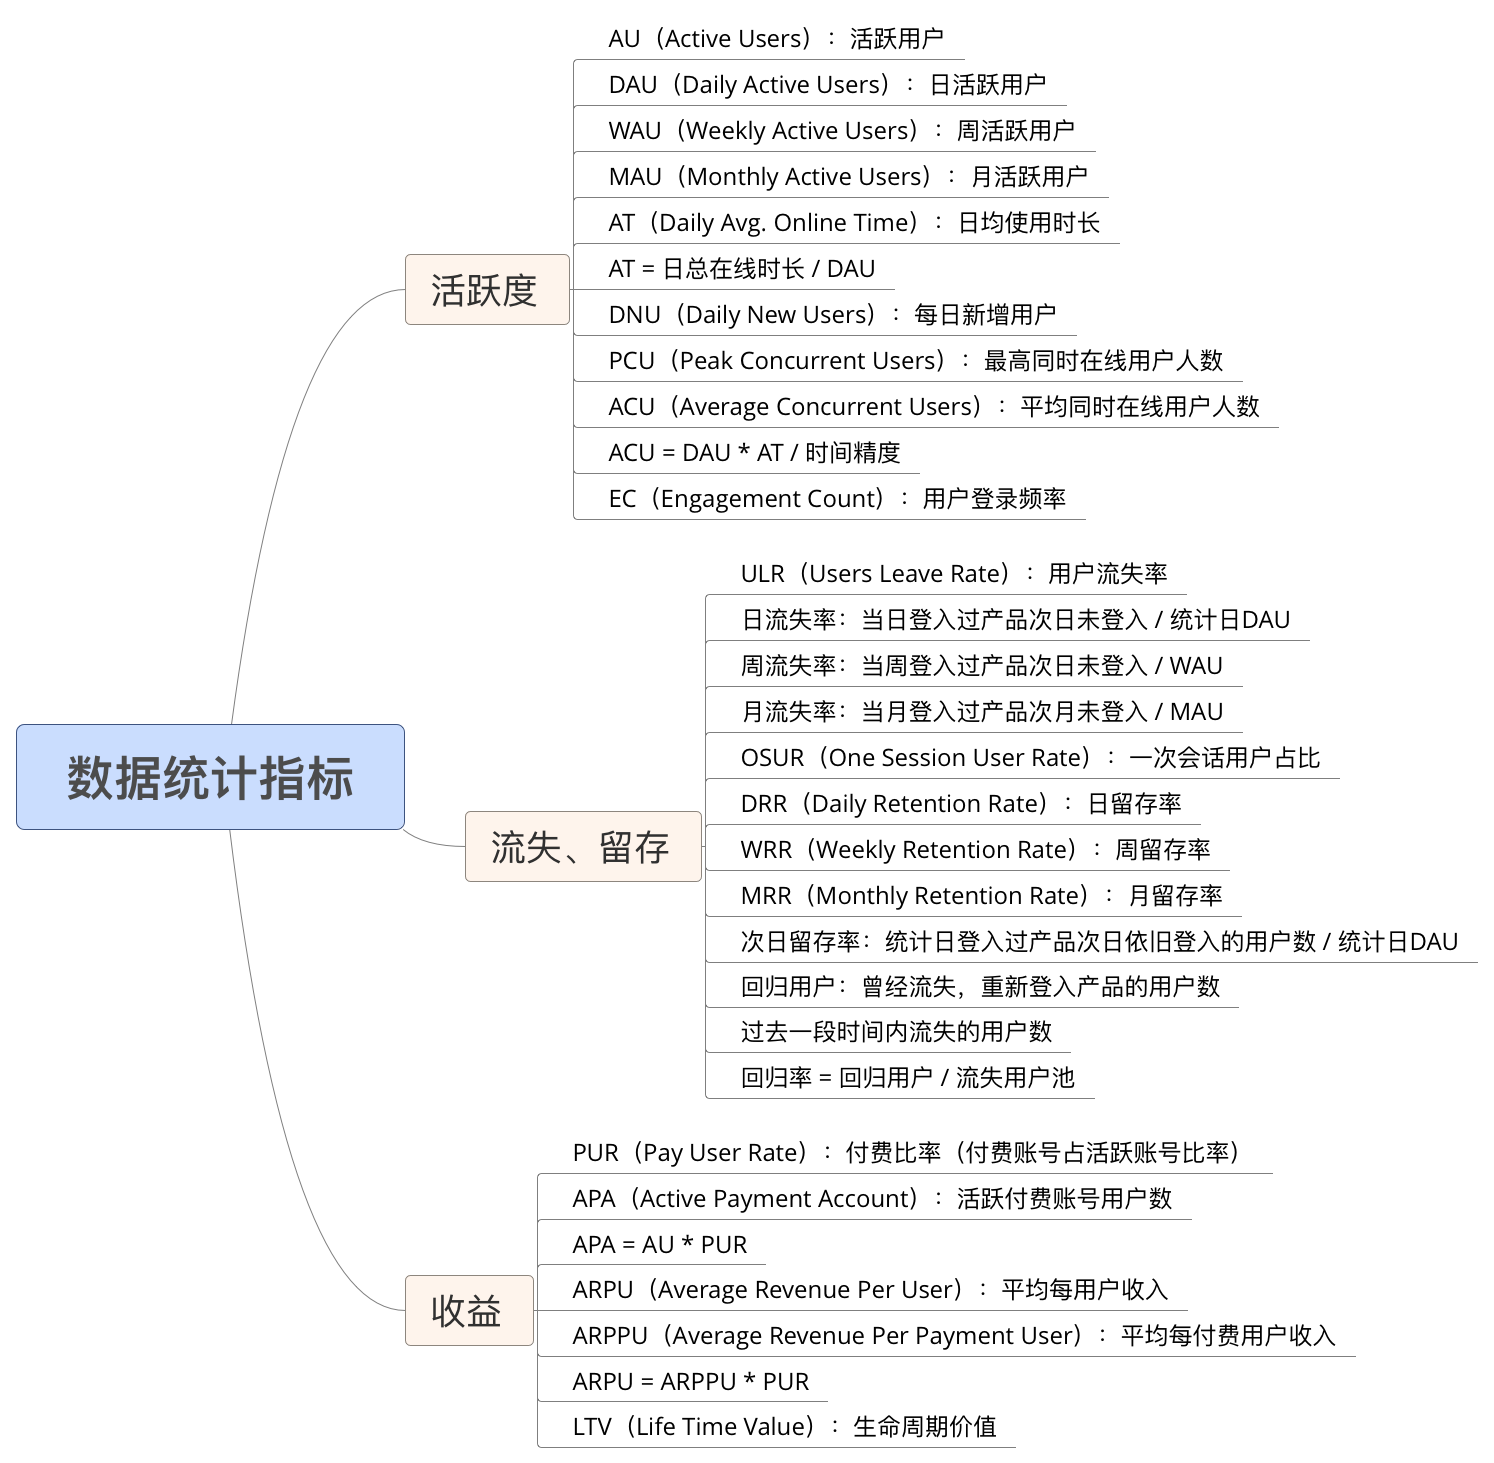 数据统计指标
活跃度
AU（Active Users）：活跃用户
DAU（Daily Active Users）：日活跃用户
WAU（Weekly Active Users）：周活跃用户
MAU（Monthly Active Users）：月活跃用户
AT（Daily Avg. Online Time）：日均使用时长
AT = 日总在线时长 / DAU
DNU（Daily New Users）：每日新增用户
PCU（Peak Concurrent Users）：最高同时在线用户人数
ACU（Average Concurrent Users）：平均同时在线用户人数
ACU = DAU * AT / 时间精度
EC（Engagement Count）：用户登录频率
流失、留存
ULR（Users Leave Rate）：用户流失率
日流失率：当日登入过产品次日未登入 / 统计日DAU
周流失率：当周登入过产品次日未登入 / WAU
月流失率：当月登入过产品次月未登入 / MAU
OSUR（One Session User Rate）：一次会话用户占比
DRR（Daily Retention Rate）：日留存率
WRR（Weekly Retention Rate）：周留存率
MRR（Monthly Retention Rate）：月留存率
次日留存率：统计日登入过产品次日依旧登入的用户数 / 统计日DAU
回归用户：曾经流失，重新登入产品的用户数
过去一段时间内流失的用户数
回归率 = 回归用户 / 流失用户池
收益
PUR（Pay User Rate）：付费比率（付费账号占活跃账号比率）
APA（Active Payment Account）：活跃付费账号用户数
APA = AU * PUR
ARPU（Average Revenue Per User）：平均每用户收入
ARPPU（Average Revenue Per Payment User）：平均每付费用户收入
ARPU = ARPPU * PUR
LTV（Life Time Value）：生命周期价值